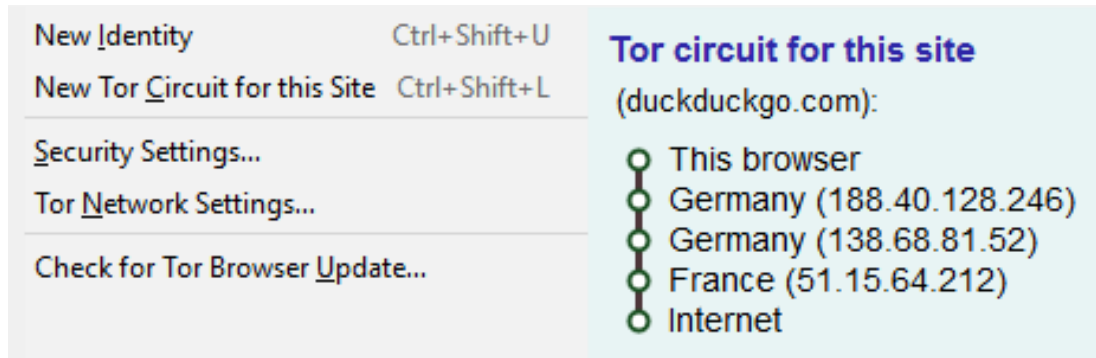 New Identity Ctrl+Shift+U
New Tor Circuit for this Site Ctrl+Shift+L
Security Settings...
Tor Network Settings...
Check for Tor Browser Update...
Tor circuit for this site
(duckduckgo.com):
This browser
Germany (188.40.128.246)
Germany (138.68.81.52)
France (51.15.64.212)
Internet